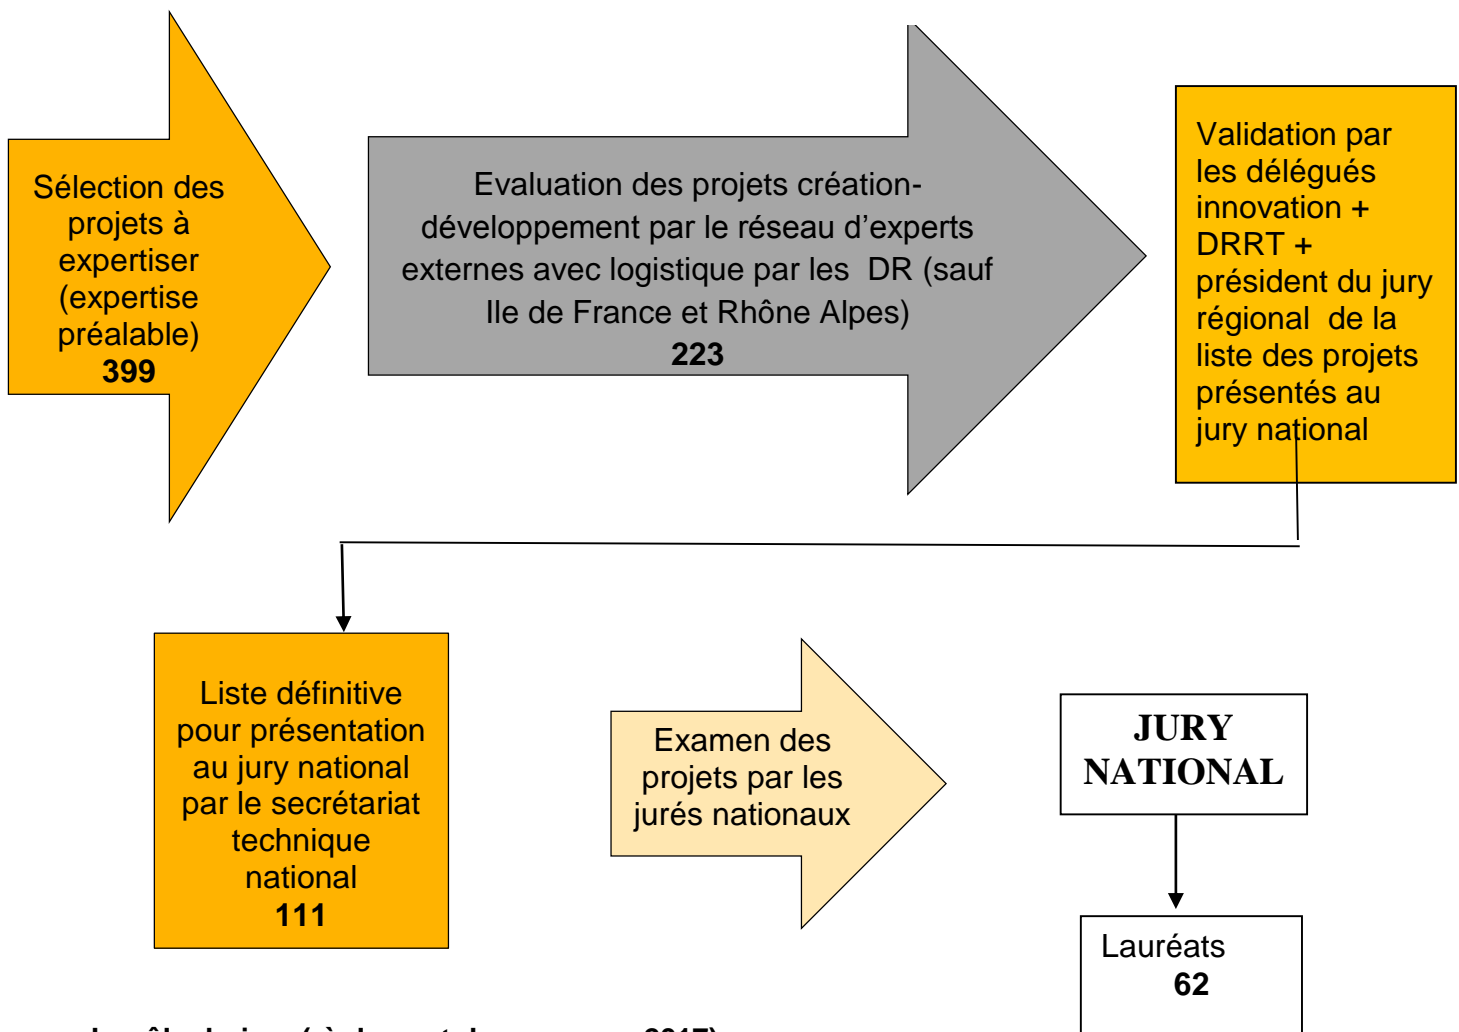 Sélection des
projets à
expertiser
(expertise
préalable)
399
Evaluation des projets création-
développement par le réseau d'experts
externes avec logistique par les DR (sauf
Ile de France et Rhône Alpes)
223
Validation par
les délégués
innovation +
DRRT +
président du jury
régional de la
liste des projets
présentés au
jury national
Liste définitive
pour présentation
au jury national
par le secrétariat
technique
national
111
Examen des
projets par les
jurés nationaux
JURY
NATIONAL
Lauréats
62